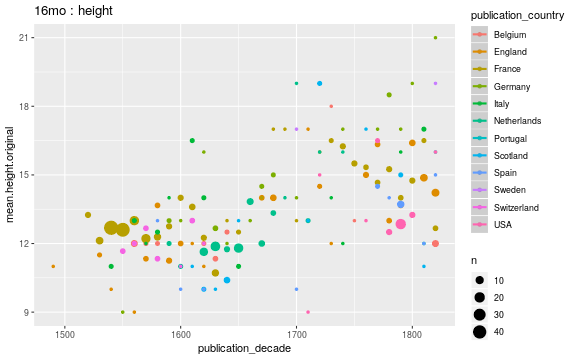 16mo : height
mean.height.original
21
18
15
12
9
1500
1600
1700
1800
publication_decade
publication_country
Belgium
England
France
Germany
Italy
Netherlands
Portugal
Scotland
Spain
Sweden
Switzerland
USA
n
10
20
30
40